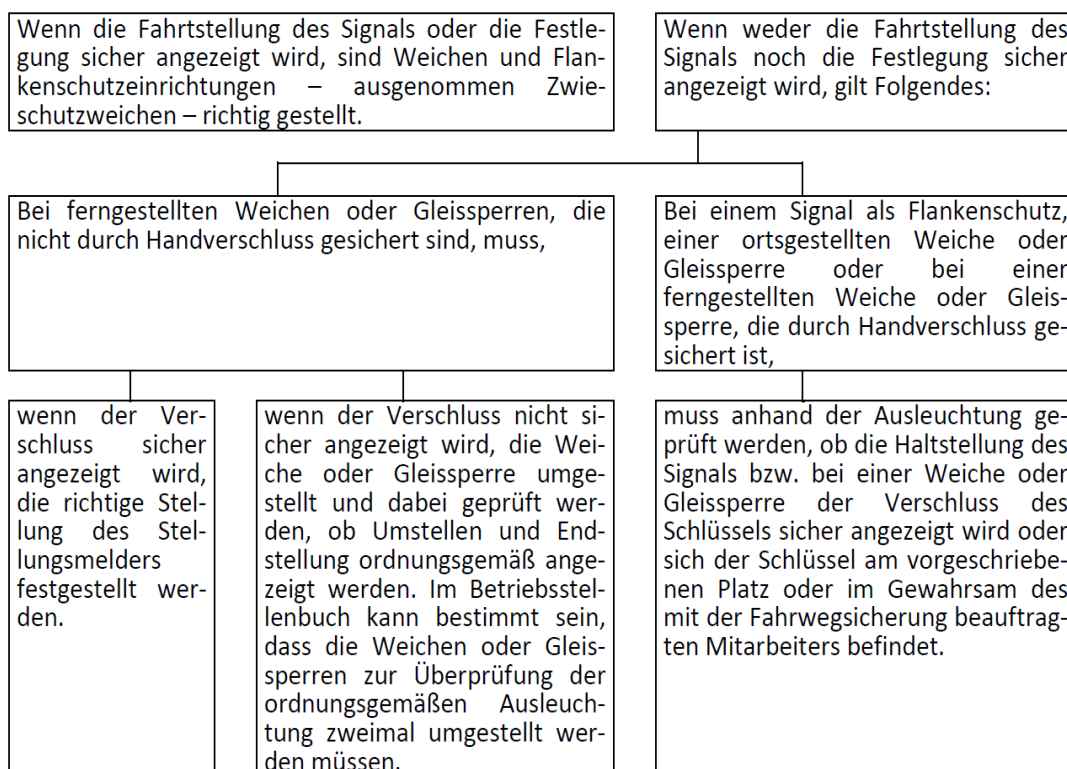 Wenn die Fahrtstellung des Signals oder die Festle-
gung sicher angezeigt wird, sind Weichen und Flan-
kenschutzeinrichtungen – ausgenommen Zwie-
schutzweichen – richtig gestellt.
Wenn weder die Fahrtstellung des
Signals noch die Festlegung sicher
angezeigt wird, gilt Folgendes:
Bei ferngestellten Weichen oder Gleissperren, die
nicht durch Handverschluss gesichert sind, muss,
Bei einem Signal als Flankenschutz,
einer ortsgestellten Weiche oder
Gleissperre oder bei einer
ferngestellten Weiche oder Gleis-
sperre, die durch Handverschluss ge-
sichert ist,
wenn der Ver-
schluss sicher
angezeigt wird,
die richtige Stel-
lung des Stel-
lungsmelders
festgestellt wer-
den.
wenn der Verschluss nicht si-
cher angezeigt wird, die Wei-
che oder Gleissperre umge-
stellt und dabei geprüft wer-
den, ob Umstellen und End-
stellung ordnungsgemäß ange-
zeigt werden. Im Betriebsstel-
lenbuch kann bestimmt sein,
dass die Weichen oder Gleis-
sperren zur Überprüfung der
ordnungsgemäßen Ausleuch-
tung zweimal umgestellt wer-
den müssen.
muss anhand der Ausleuchtung ge-
prüft werden, ob die Haltstellung des
Signals bzw. bei einer Weiche oder
Gleissperre der Verschluss des
Schlüssels sicher angezeigt wird oder
sich der Schlüssel am vorgeschriebe-
nen Platz oder im Gewahrsam des
mit der Fahrwegsicherung beauftrag-
ten Mitarbeiters befindet.